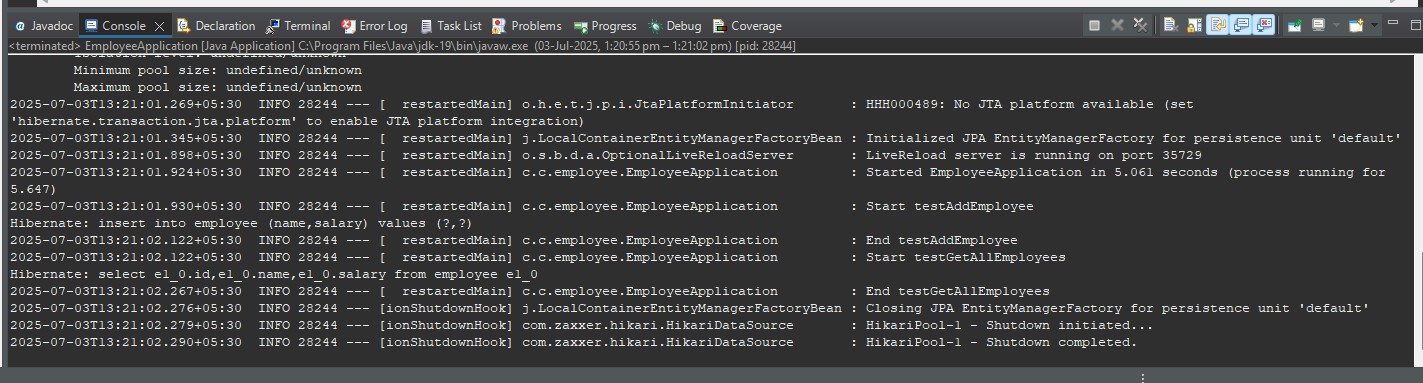 Javadoc Console Declaration Terminal Error Log Task List Problems Progress Debug Coverage
<terminated> EmployeeApplication [Java Application] C:\Program Files\Java\jdk-19\bin\javaw.exe (03-Jul-2025, 1:20:55 pm – 1:21:02 pm) [pid: 28244]
Isolation level: undefined/unknown
Minimum pool size: undefined/unknown
Maximum pool size: undefined/unknown
2025-07-03T13:21:01.269+05:30  INFO 28244 --- [  restartedMain] o.h.e.t.j.p.i.JtaPlatformInitiator       : HHH000489: No JTA platform available (set
'hibernate.transaction.jta.platform' to enable JTA platform integration)
2025-07-03T13:21:01.345+05:30  INFO 28244 --- [  restartedMain] j.LocalContainerEntityManagerFactoryBean : Initialized JPA EntityManagerFactory for persistence unit 'default'
2025-07-03T13:21:01.898+05:30  INFO 28244 --- [  restartedMain] o.s.b.d.a.OptionalLiveReloadServer       : LiveReload server is running on port 35729
2025-07-03T13:21:01.924+05:30  INFO 28244 --- [  restartedMain] c.c.employee.EmployeeApplication         : Started EmployeeApplication in 5.061 seconds (process running for
5.647)
2025-07-03T13:21:01.930+05:30  INFO 28244 --- [  restartedMain] c.c.employee.EmployeeApplication         : Start testAddEmployee
Hibernate: insert into employee (name,salary) values (?,?)
2025-07-03T13:21:02.122+05:30  INFO 28244 --- [  restartedMain] c.c.employee.EmployeeApplication         : End testAddEmployee
2025-07-03T13:21:02.122+05:30  INFO 28244 --- [  restartedMain] c.c.employee.EmployeeApplication         : Start testGetAllEmployees
Hibernate: select e1_0.id,e1_0.name,e1_0.salary from employee e1_0
2025-07-03T13:21:02.267+05:30  INFO 28244 --- [  restartedMain] c.c.employee.EmployeeApplication         : End testGetAllEmployees
2025-07-03T13:21:02.276+05:30  INFO 28244 --- [ionShutdownHook] j.LocalContainerEntityManagerFactoryBean : Closing JPA EntityManagerFactory for persistence unit 'default'
2025-07-03T13:21:02.279+05:30  INFO 28244 --- [ionShutdownHook] com.zaxxer.hikari.HikariDataSource       : HikariPool-1 - Shutdown initiated...
2025-07-03T13:21:02.290+05:30  INFO 28244 --- [ionShutdownHook] com.zaxxer.hikari.HikariDataSource       : HikariPool-1 - Shutdown completed.